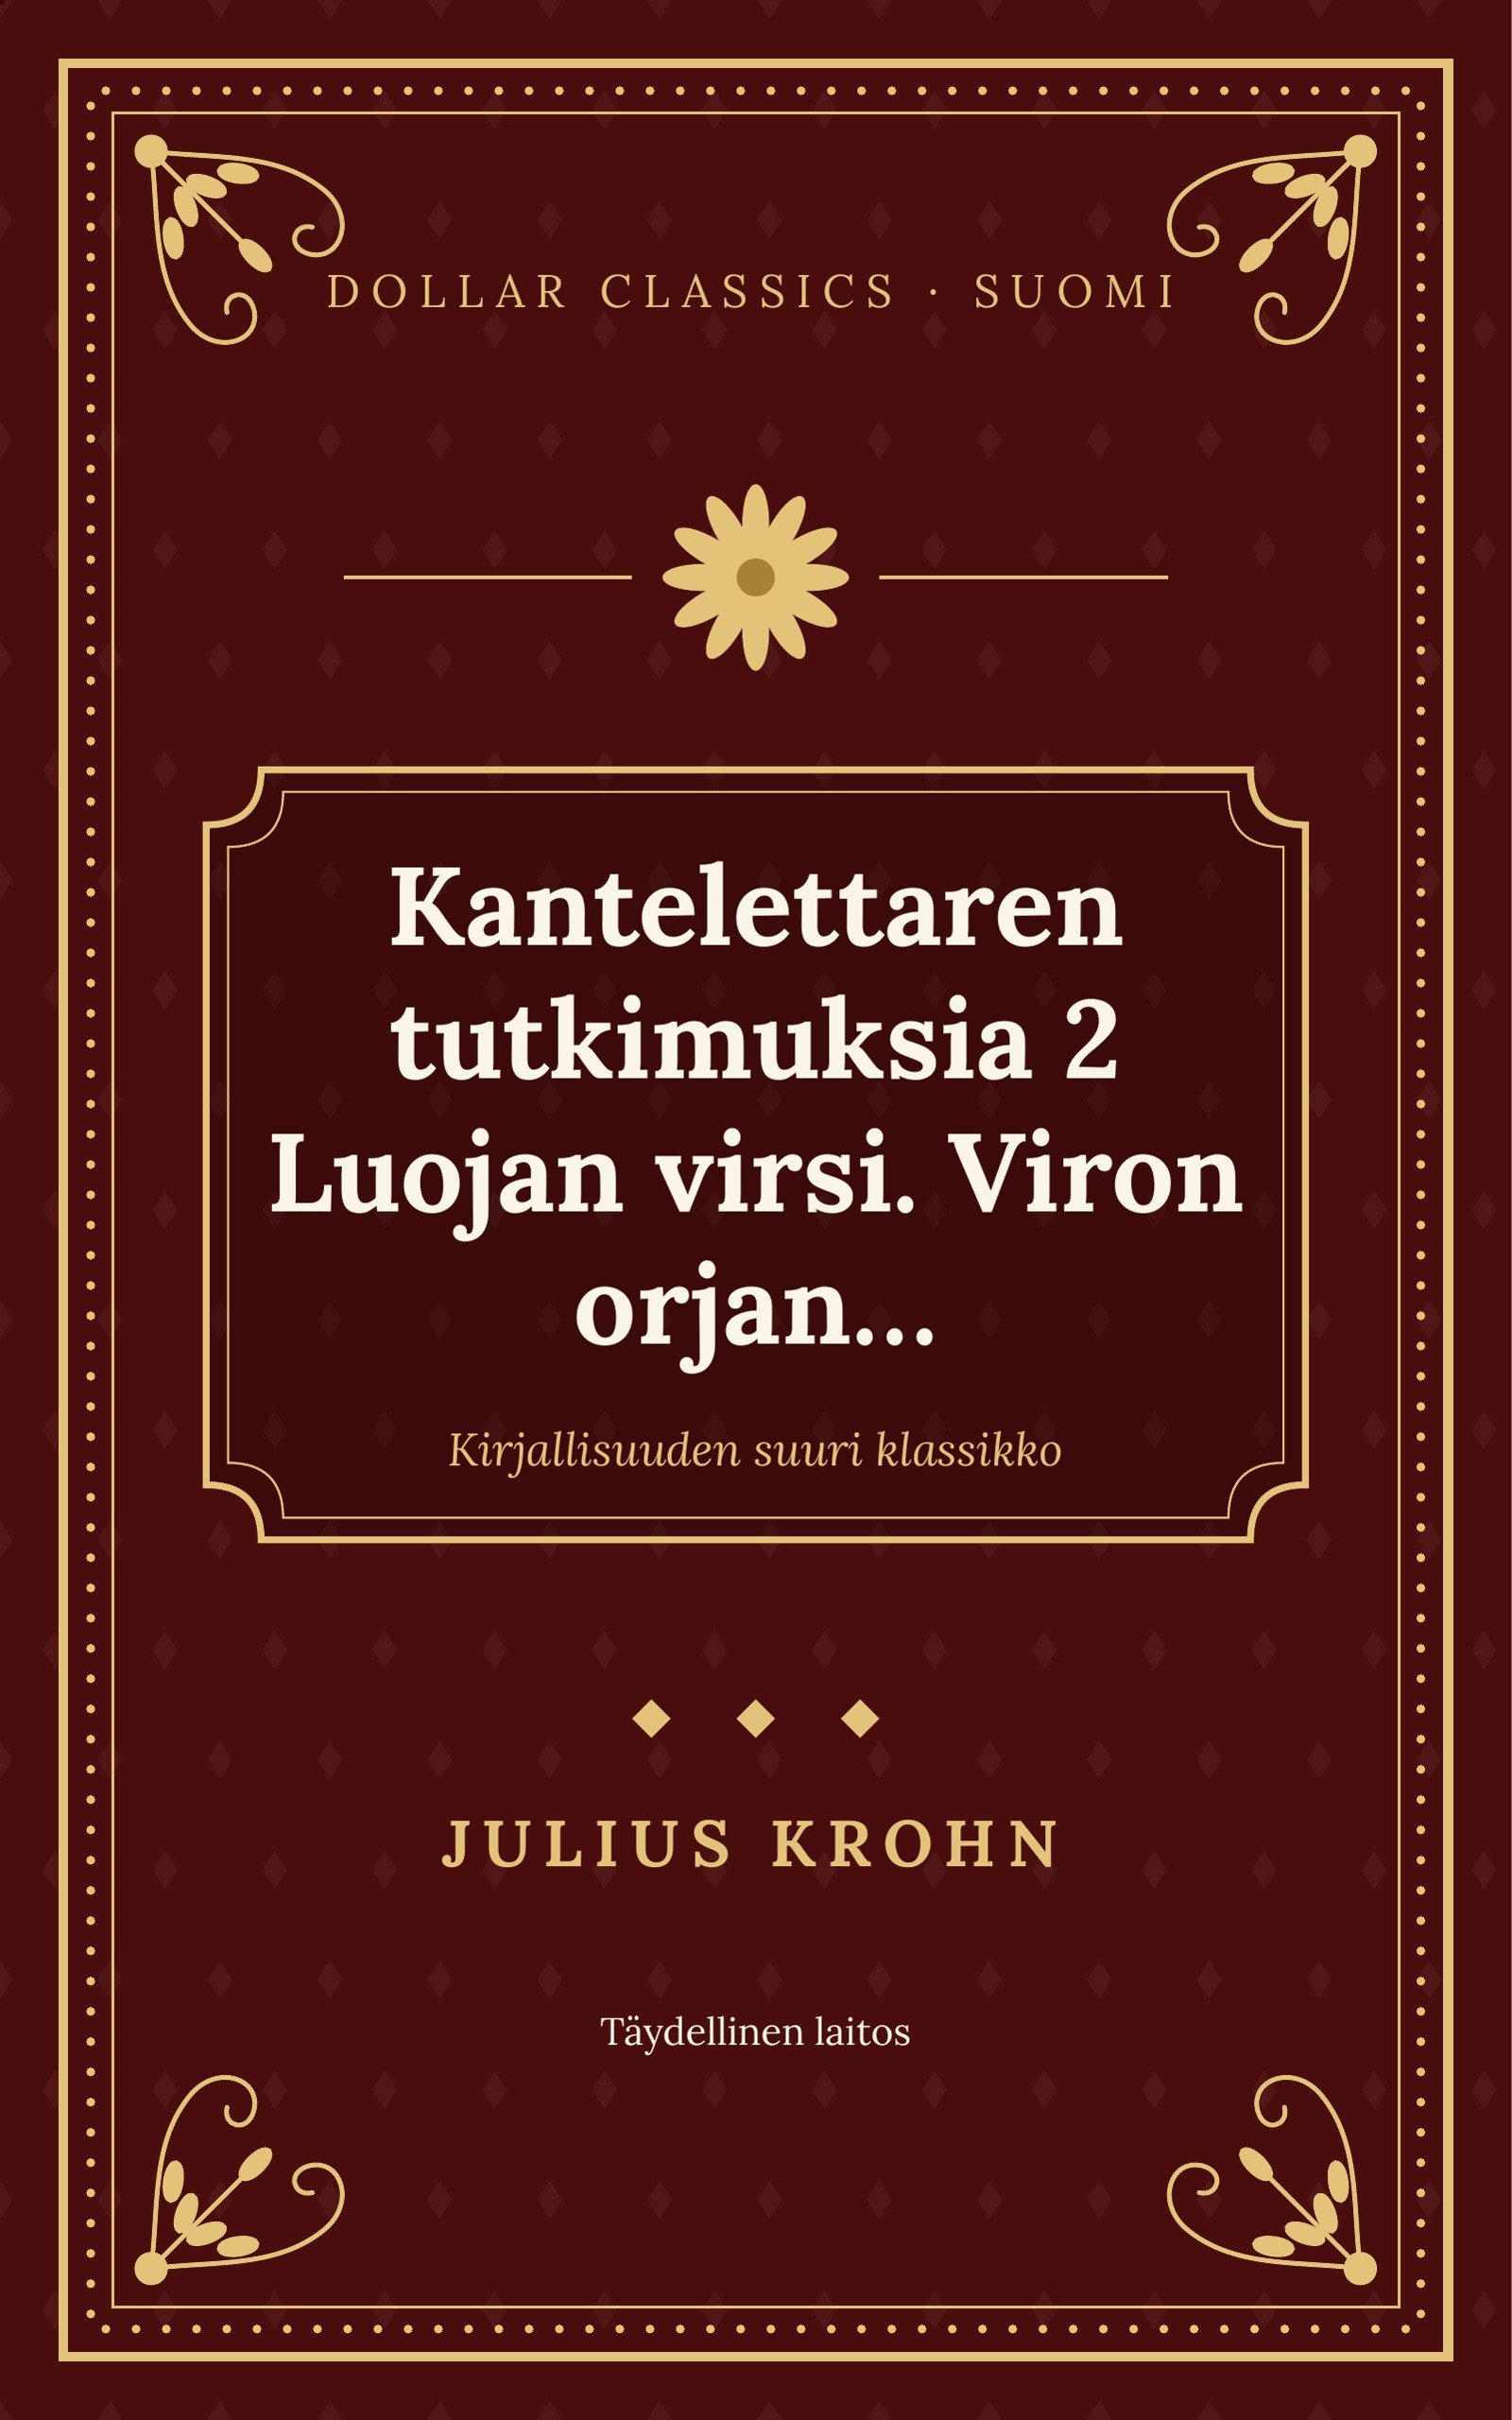 DOLLAR CLASSICS · SUOMI
Kantelettaren
tutkimuksia 2
Luojan virsi. Viron
orjan...
Kirjallisuuden suuri klassikko
JULIUS KROHN
Täydellinen laitos